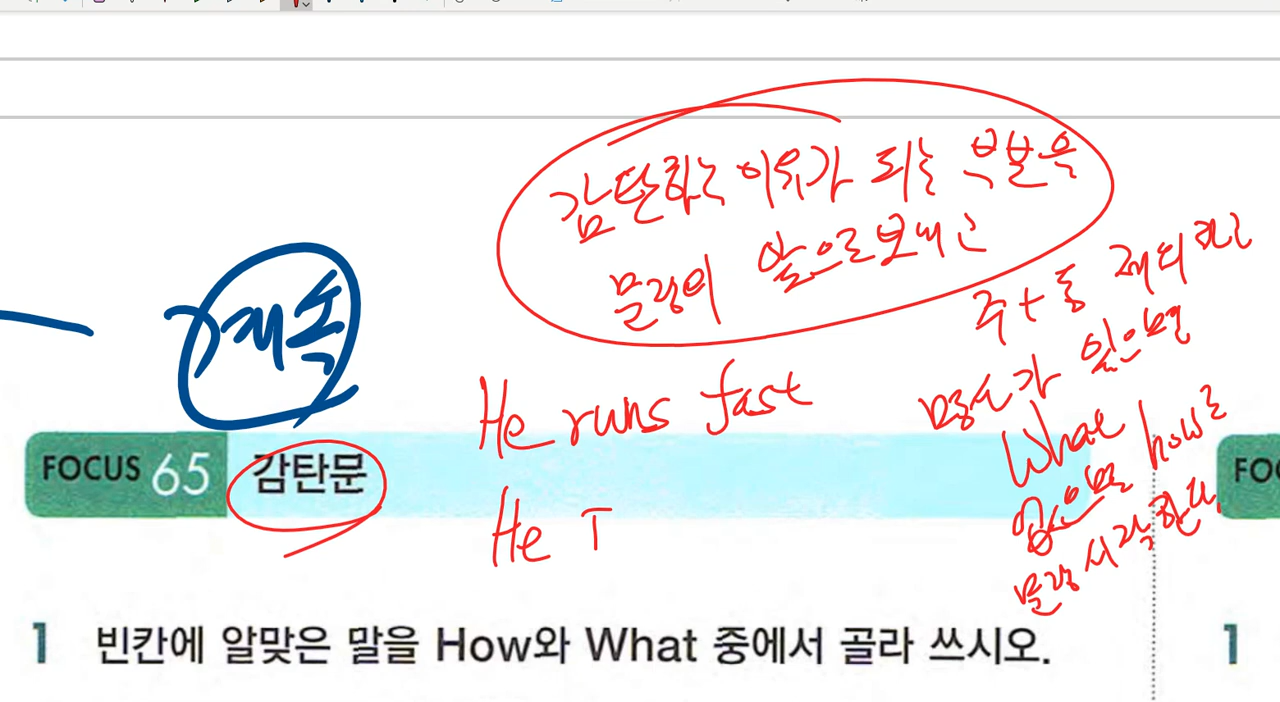 감탄하는 이유가 되는 부분을
문장의 앞으로 보내고
주+동 제외하고
명사가 있으면
What
없으면 how로
문장 시작한다
He runs fast
FOCUS 65 감탄문
He
1 빈칸에 알맞은 말을 How와 What 중에서 골라 쓰시오.
FO
1